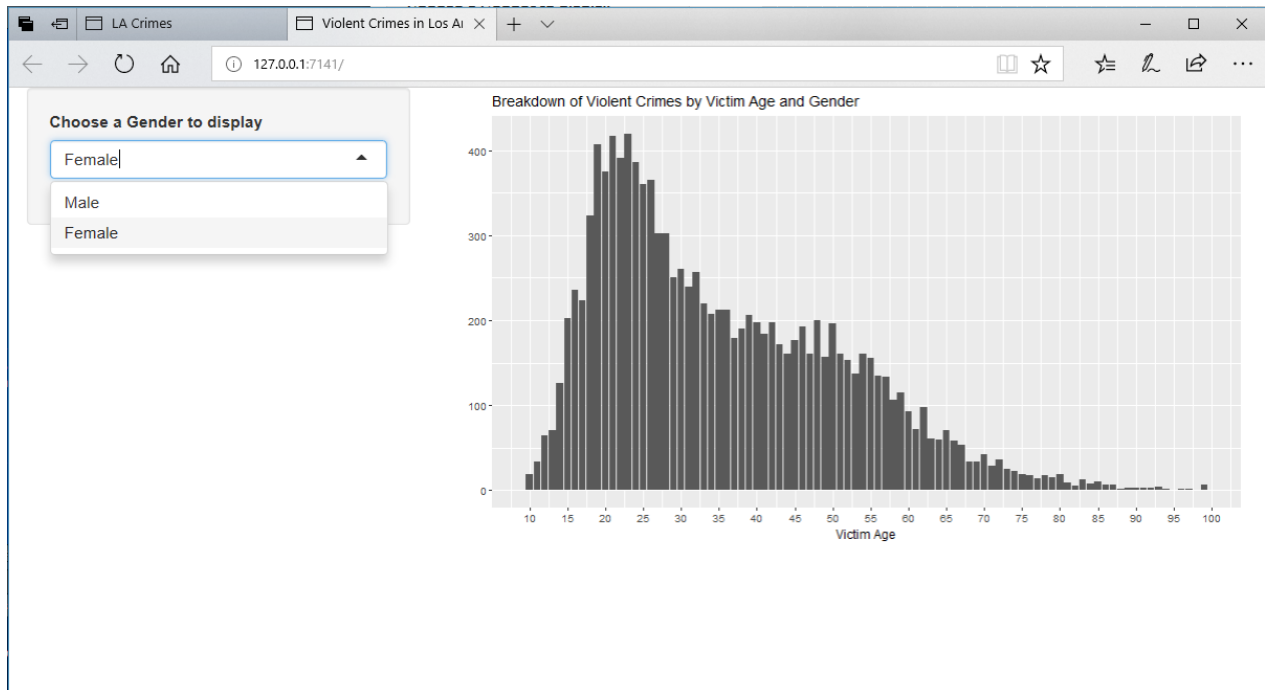 LA Crimes
Violent Crimes in Los A
127.0.0.1:7141/
Choose a Gender to display
Female
Male
Female
Breakdown of Violent Crimes by Victim Age and Gender
400
300
200
100
0
10 15 20 25 30 35 40 45 50 55 60 65 70 75 80 85 90 95 100
Victim Age